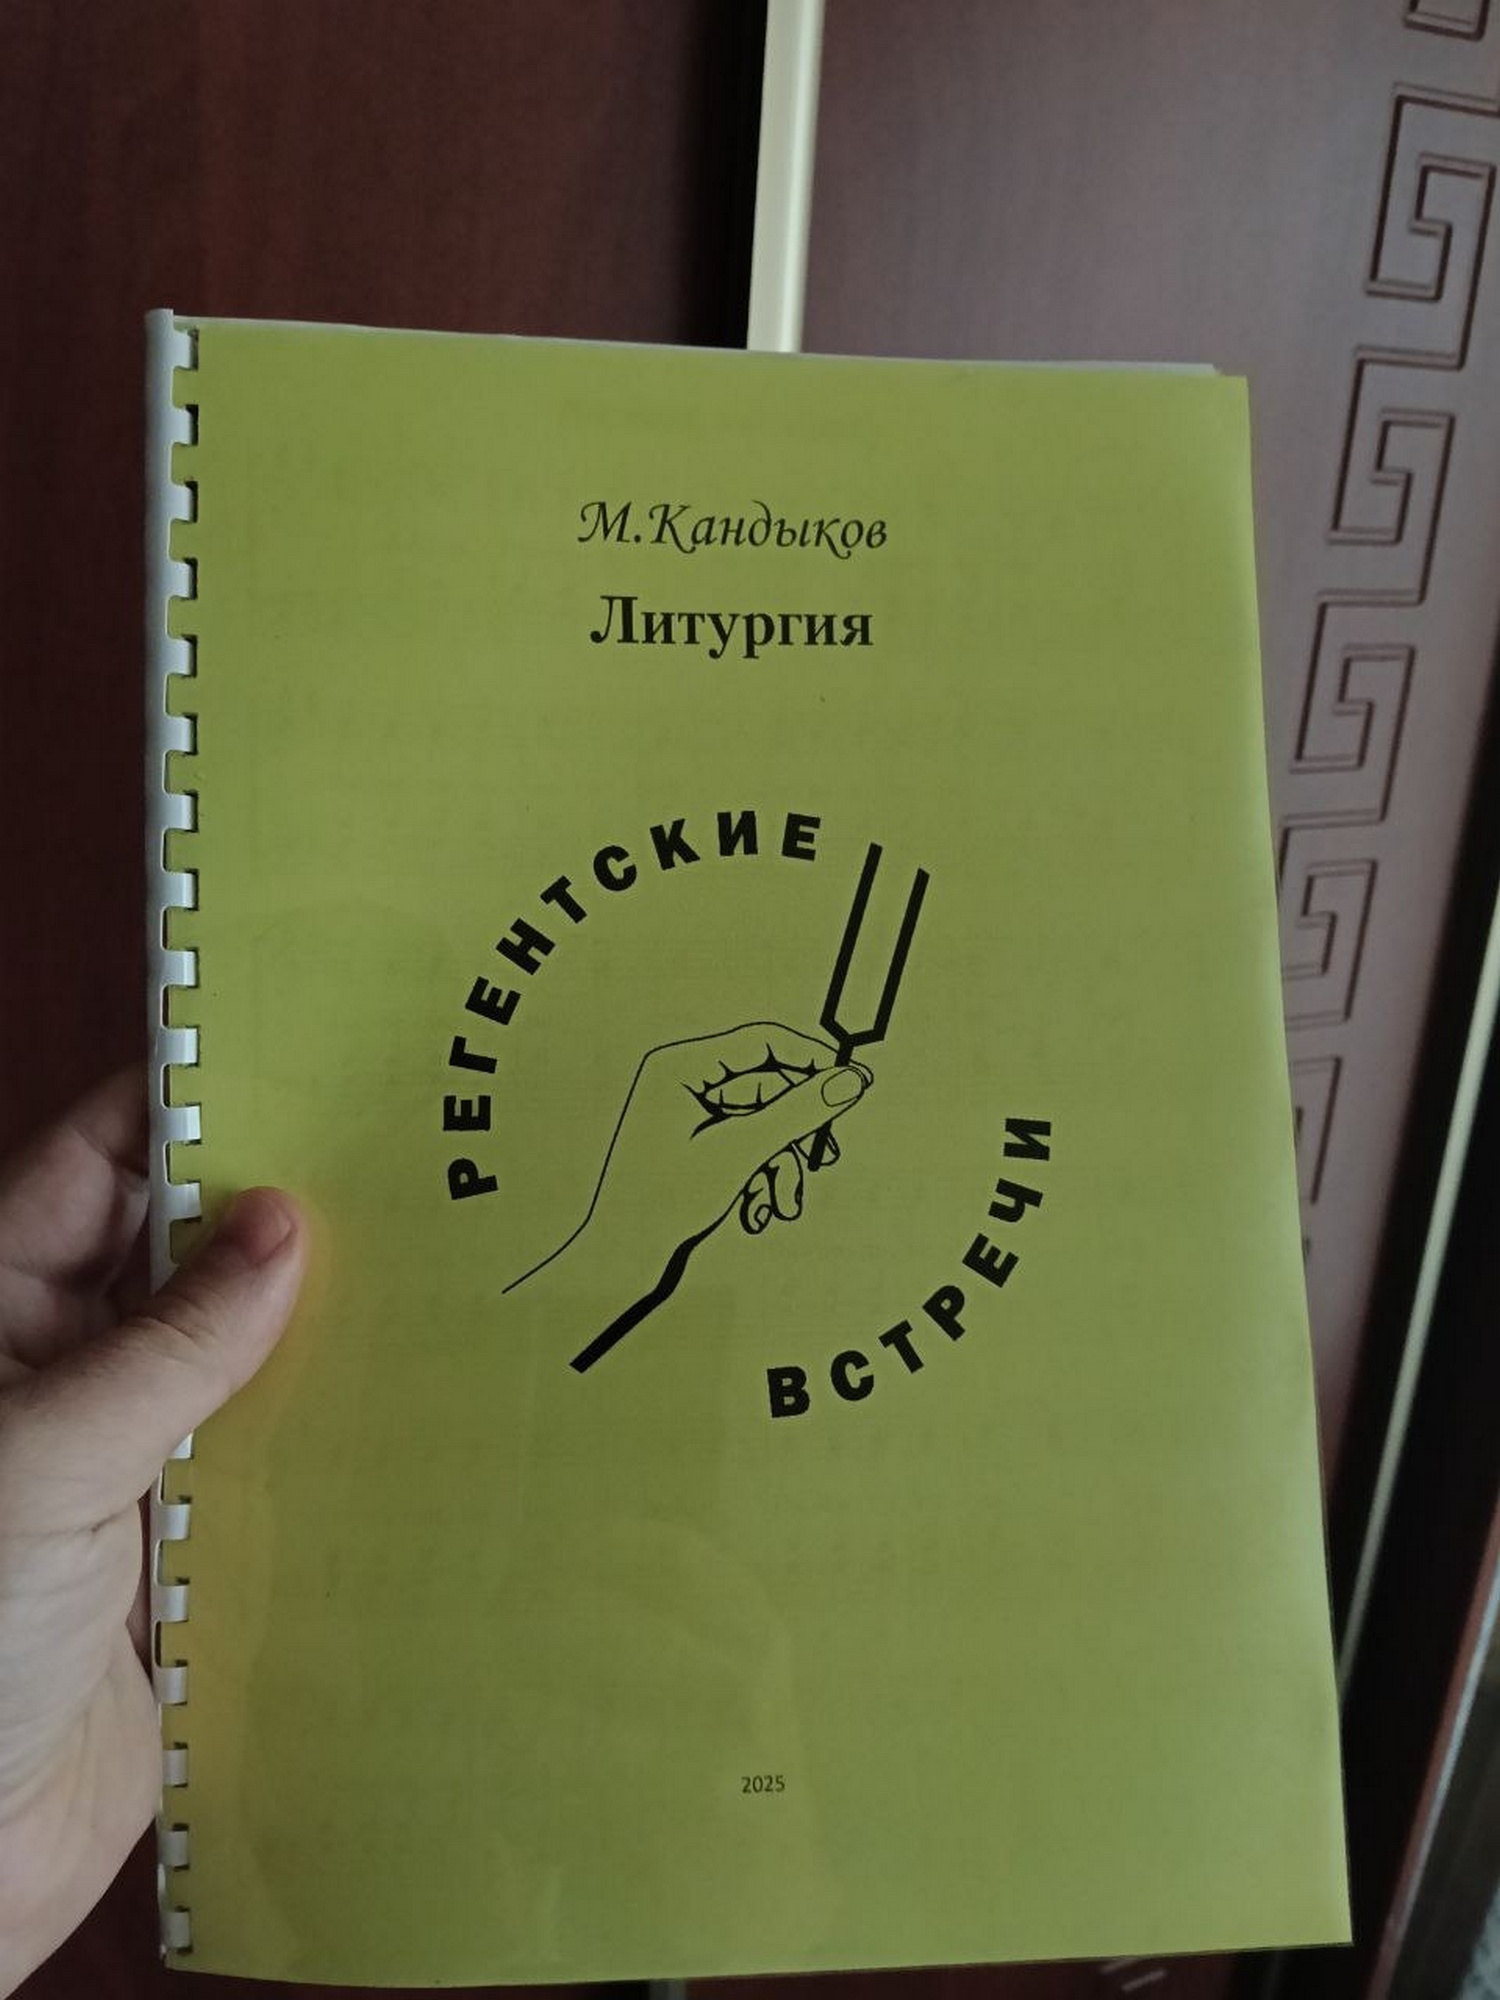 М.Кандыков
Литургия
РЕГЕНТСКИЕ
ВСТРЕЧИ
2025